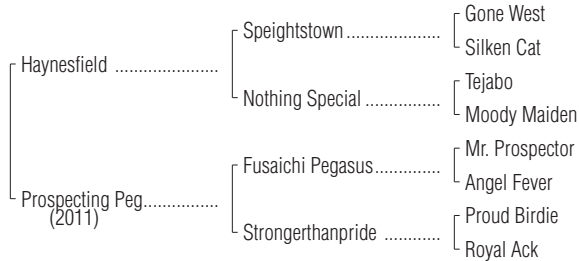 Gone West
Speightstown ....................
Silken Cat
Haynesfield ......................
Tejabo
Nothing Special ................
Moody Maiden
Mr. Prospector
Fusaichi Pegasus..............
Angel Fever
Prospecting Peg................
(2011)
Proud Birdie
Strongerthanpride ............
Royal Ack